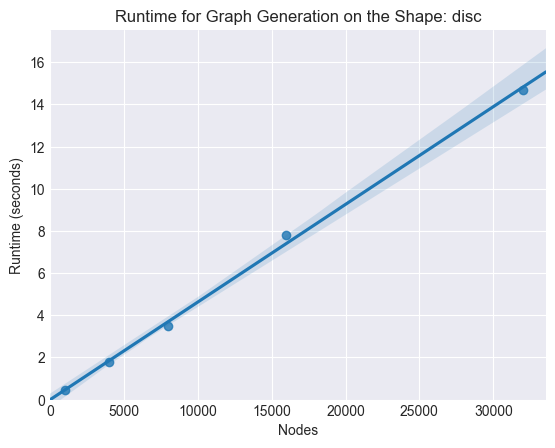 Runtime for Graph Generation on the Shape: disc
16
14
12
10
8
6
4
2
0
Runtime (seconds)
0 5000 10000 15000 20000 25000 30000
Nodes